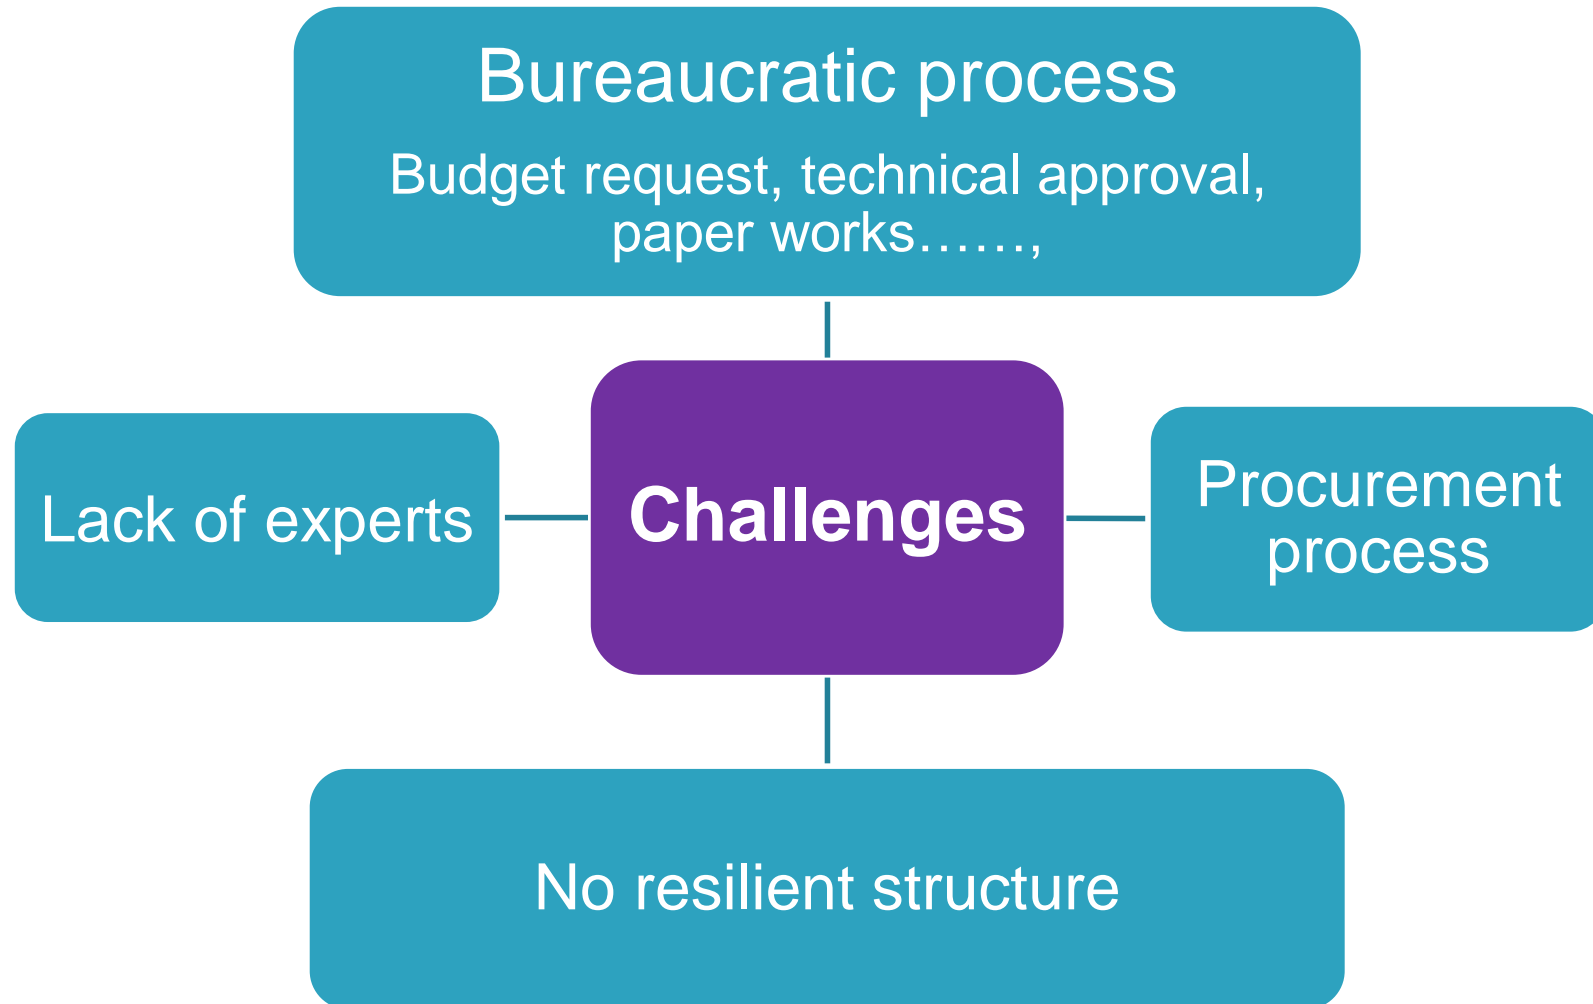 Bureaucratic process
Budget request, technical approval,
paper works……,
Lack of experts
Challenges
Procurement
process
No resilient structure